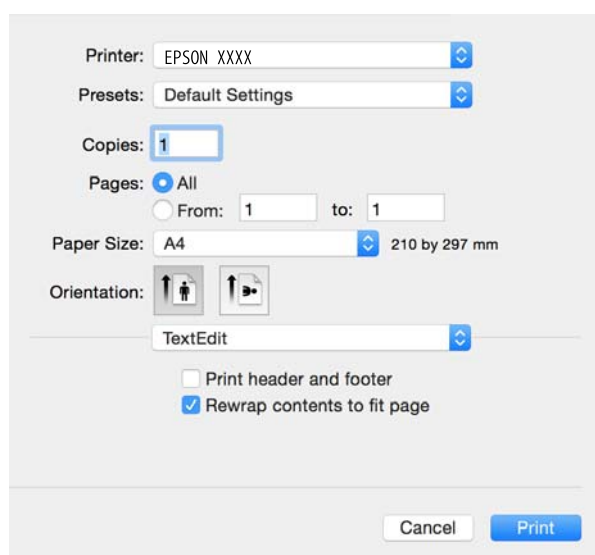 Printer: EPSON XXXX
Presets: Default Settings
Copies: 1
Pages: All
From: 1 to: 1
Paper Size: A4 210 by 297 mm
Orientation:
TextEdit
Print header and footer
Rewrap contents to fit page
Cancel Print